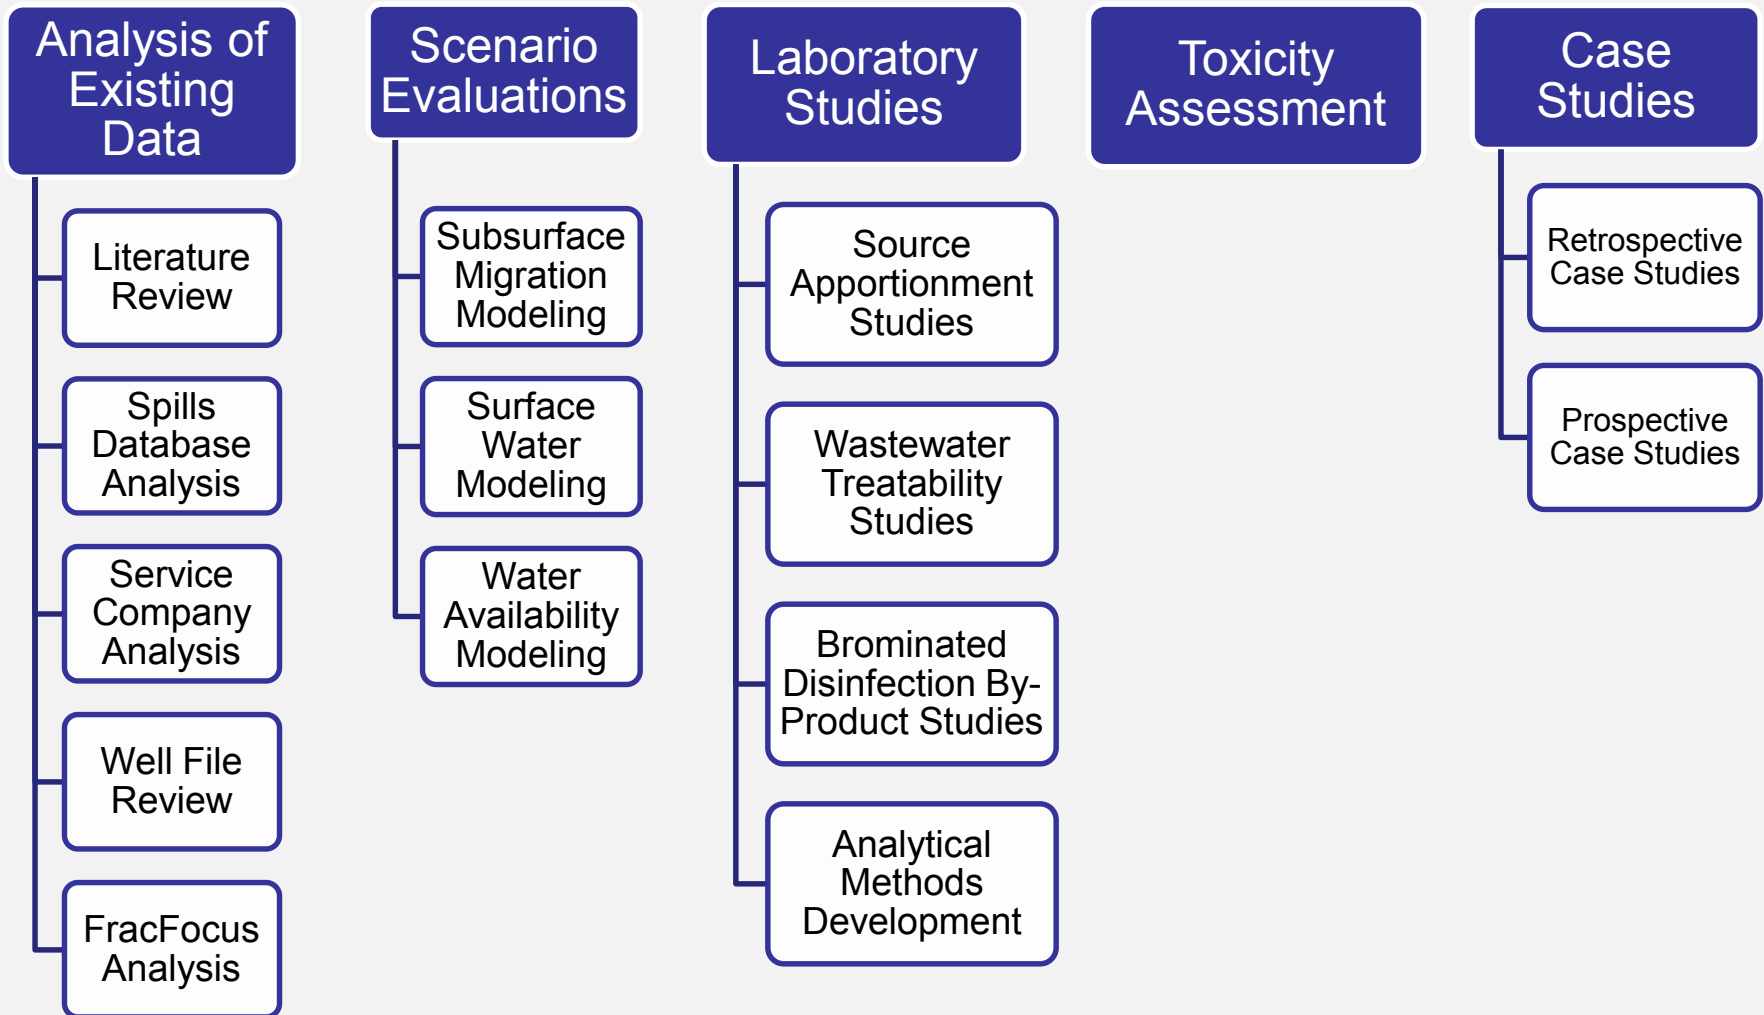 Analysis of
Existing
Data
Literature
Review
Spills
Database
Analysis
Service
Company
Analysis
Well File
Review
FracFocus
Analysis
Scenario
Evaluations
Subsurface
Migration
Modeling
Surface
Water
Modeling
Water
Availability
Modeling
Laboratory
Studies
Source
Apportionment
Studies
Wastewater
Treatability
Studies
Brominated
Disinfection By-
Product Studies
Analytical
Methods
Development
Toxicity
Assessment
Case
Studies
Retrospective
Case Studies
Prospective
Case Studies